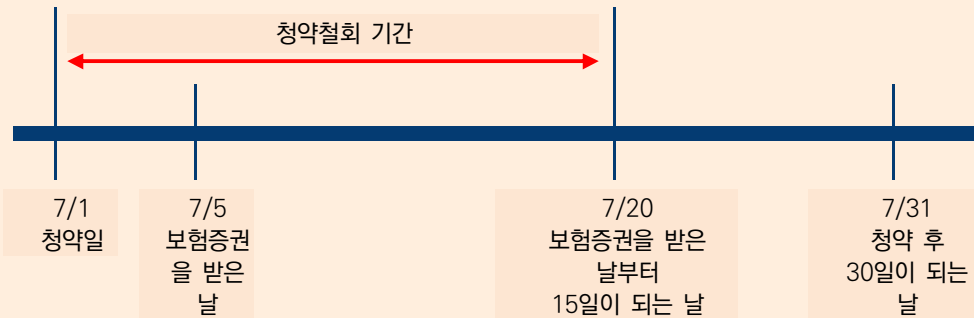 청약철회 기간
7/1
청약일
7/5
보험증권
을 받은
날
7/20
보험증권을 받은
날부터
15일이 되는 날
7/31
청약 후
30일이 되는
날